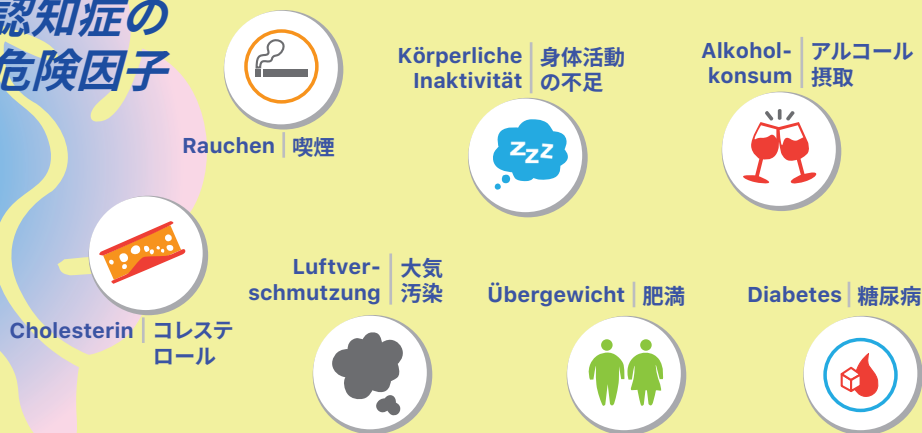 認知症の
危険因子
Rauchen | 喫煙
Körperliche | 身体活動
Inaktivität | の不足
Alkohol- | アルコール
konsum | 摂取
zzz
Cholesterin | コレステ
ロール
Luftver- | 大気
schmutzung | 汚染
Übergewicht | 肥満
Diabetes | 糖尿病